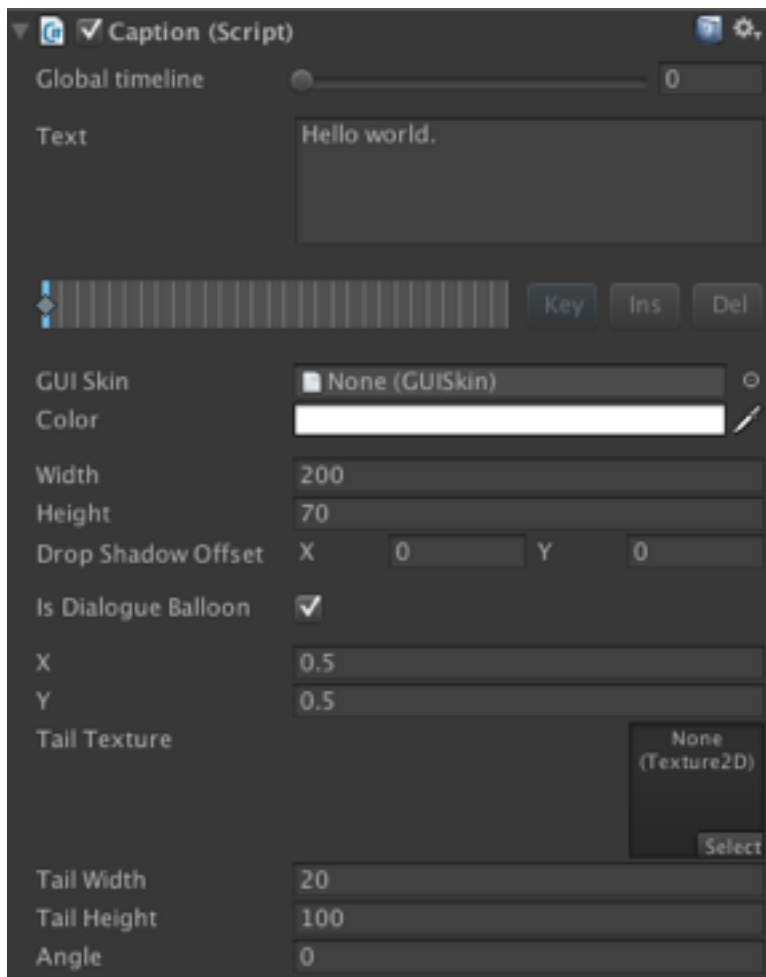 Caption (Script)
Global timeline 0
Text Hello world.
Key Ins Del
GUI Skin None (GUISkin)
Color
Width 200
Height 70
Drop Shadow Offset X 0 Y 0
Is Dialogue Balloon
X 0.5
Y 0.5
Tail Texture None
(Texture2D)
Select
Tail Width 20
Tail Height 100
Angle 0